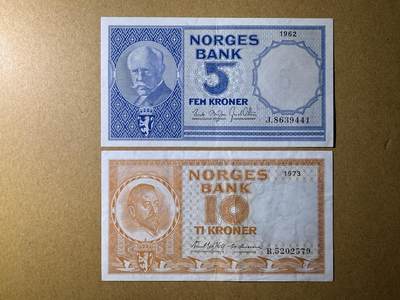 NORGES
1962
BANK
5
FEM KRONER
J.8639441
NORGES
1973
BANK
10
TI KRONER
R.5202579.